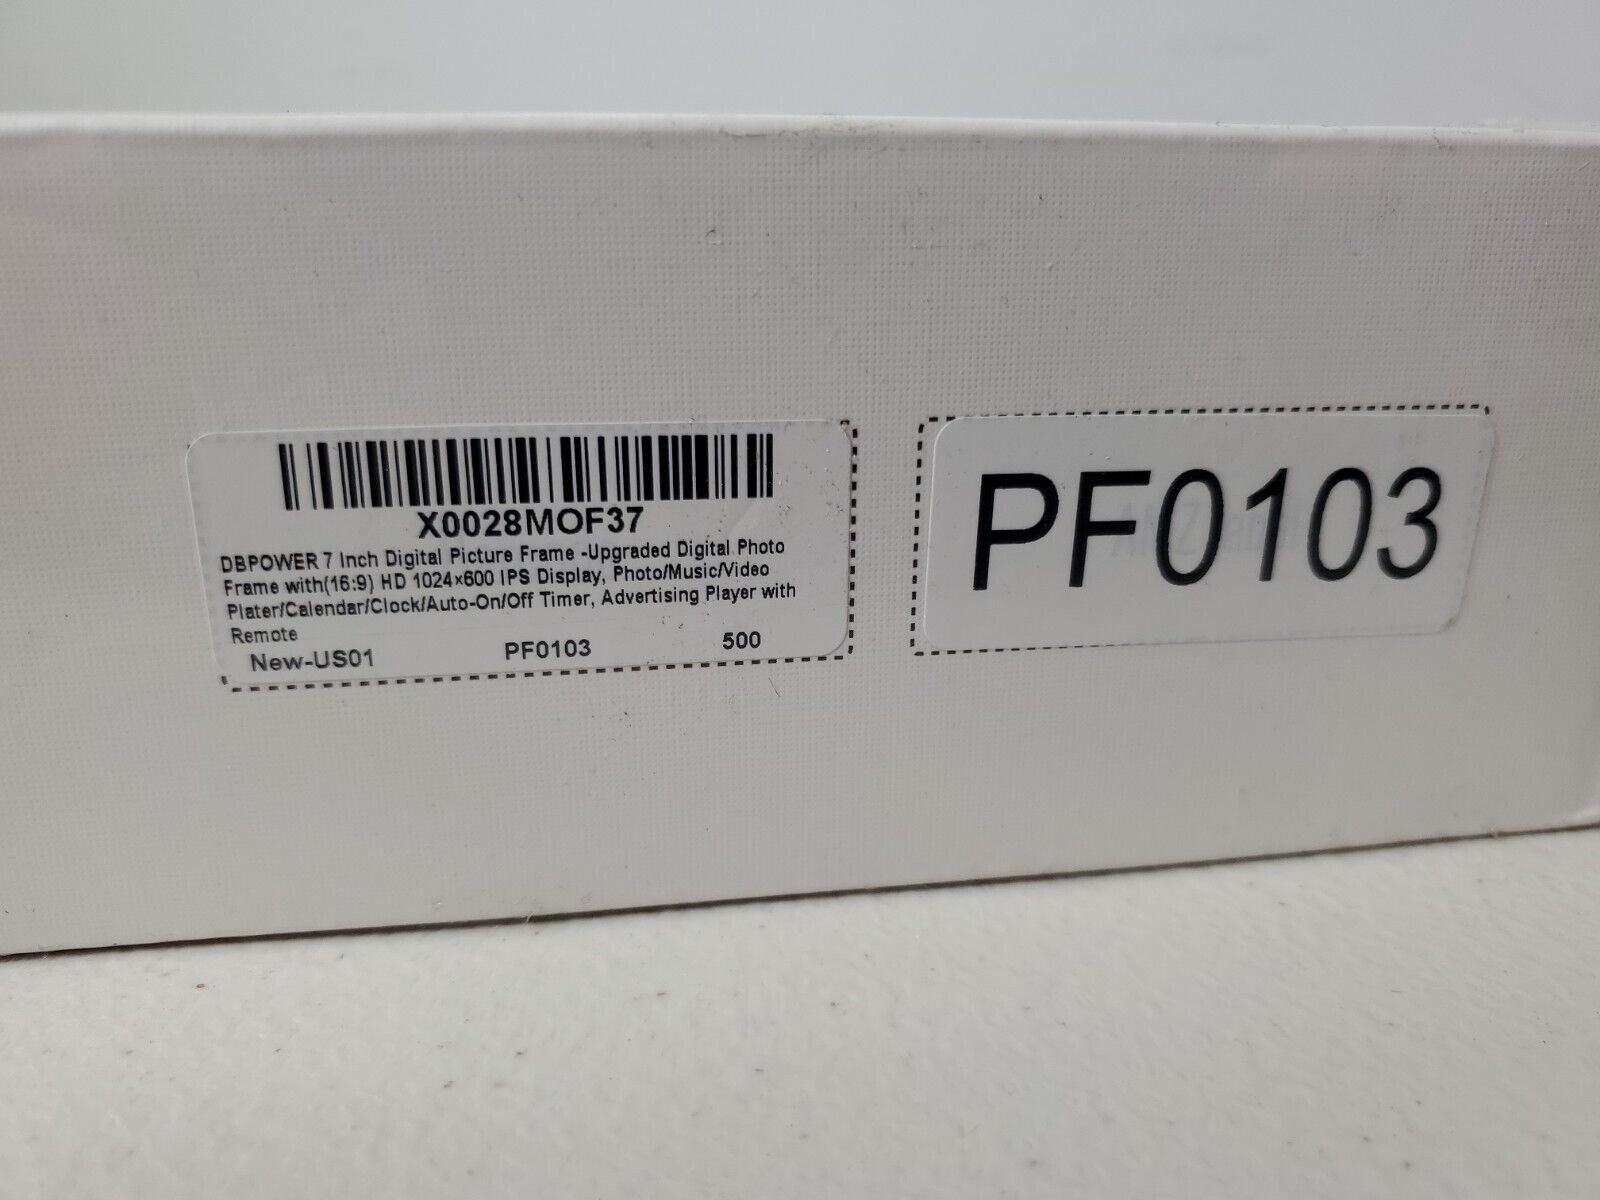 X0028MOF37
DBPOWER 7 Inch Digital Picture Frame -Upgraded Digital Photo
Frame with(16:9) HD 1024×600 IPS Display, Photo/Music/Video
Plater/Calendar/Clock/Auto-On/Off Timer, Advertising Player with
Remote
New-US01 PF0103 500
PF0103